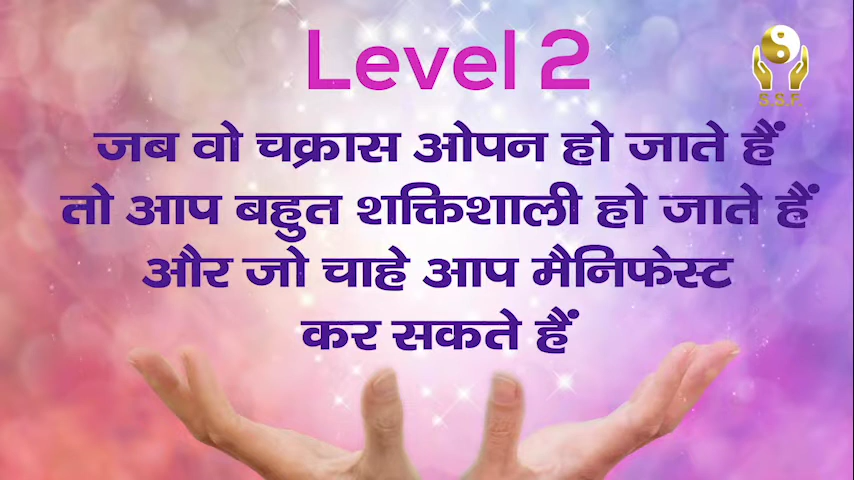 Level 2
S.S.F.
जब वो चक्रास ओपन हो जाते हैं
तो आप बहुत शक्तिशाली हो जाते हैं
और जो चाहे आप मैनिफेस्ट
कर सकते हैं